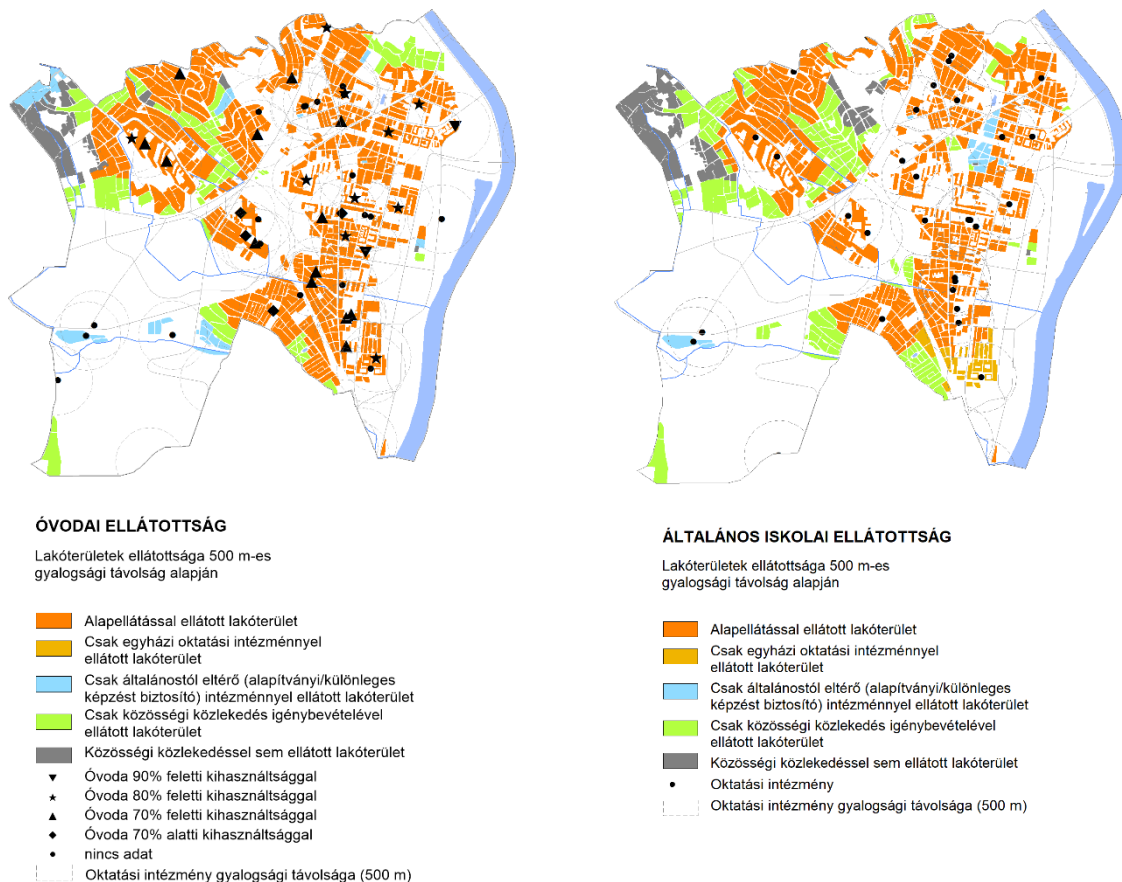 ÓVODAI ELLÁTOTTSÁG
Lakóterületek ellátottsága 500 m-es
gyalogsági távolság alapján
Alapellátással ellátott lakóterület
Csak egyházi oktatási intézménnyel
ellátott lakóterület
Csak általánostól eltérő (alapítványi/különleges
képzést biztosító) intézménnyel ellátott lakóterület
Csak közösségi közlekedés igénybevételével
ellátott lakóterület
Közösségi közlekedéssel sem ellátott lakóterület
Óvoda 90% feletti kihasználtsággal
Óvoda 80% feletti kihasználtsággal
Óvoda 70% feletti kihasználtsággal
Óvoda 70% alatti kihasználtsággal
nincs adat
Oktatási intézmény gyalogsági távolsága (500 m)
ÁLTALÁNOS ISKOLAI ELLÁTOTTSÁG
Lakóterületek ellátottsága 500 m-es
gyalogsági távolság alapján
Alapellátással ellátott lakóterület
Csak egyházi oktatási intézménnyel
ellátott lakóterület
Csak általánostól eltérő (alapítványi/különleges
képzést biztosító) intézménnyel ellátott lakóterület
Csak közösségi közlekedés igénybevételével
ellátott lakóterület
Közösségi közlekedéssel sem ellátott lakóterület
Oktatási intézmény
Oktatási intézmény gyalogsági távolsága (500 m)